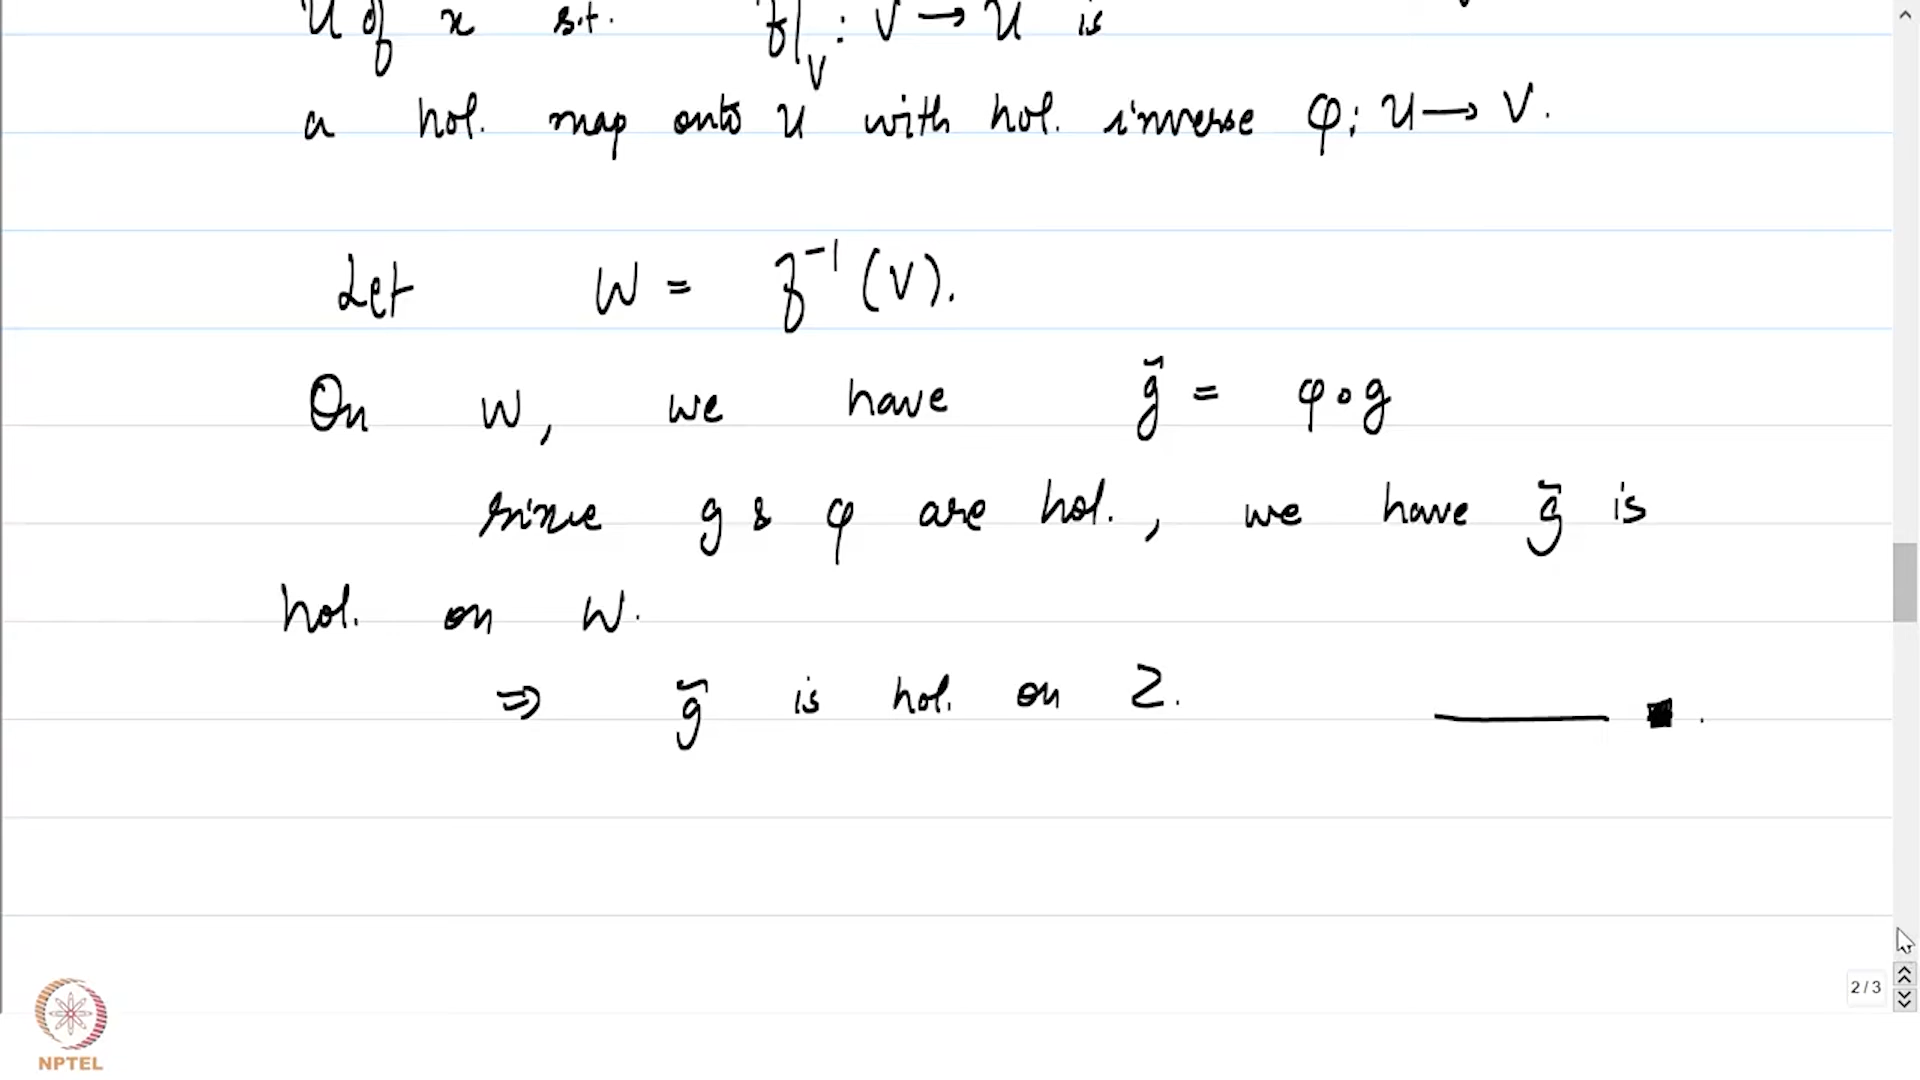 U of x s.t. f|_V : V → U is
a hol. map onto U with hol. inverse φ: U → V.
Let W = f⁻¹(V).
On W, we have g̃ = φ∘g
since g & φ are hol., we have g̃ is
hol. on W.
⇒ g̃ is hol. on Z. ——— ■.
2 / 3
NPTEL